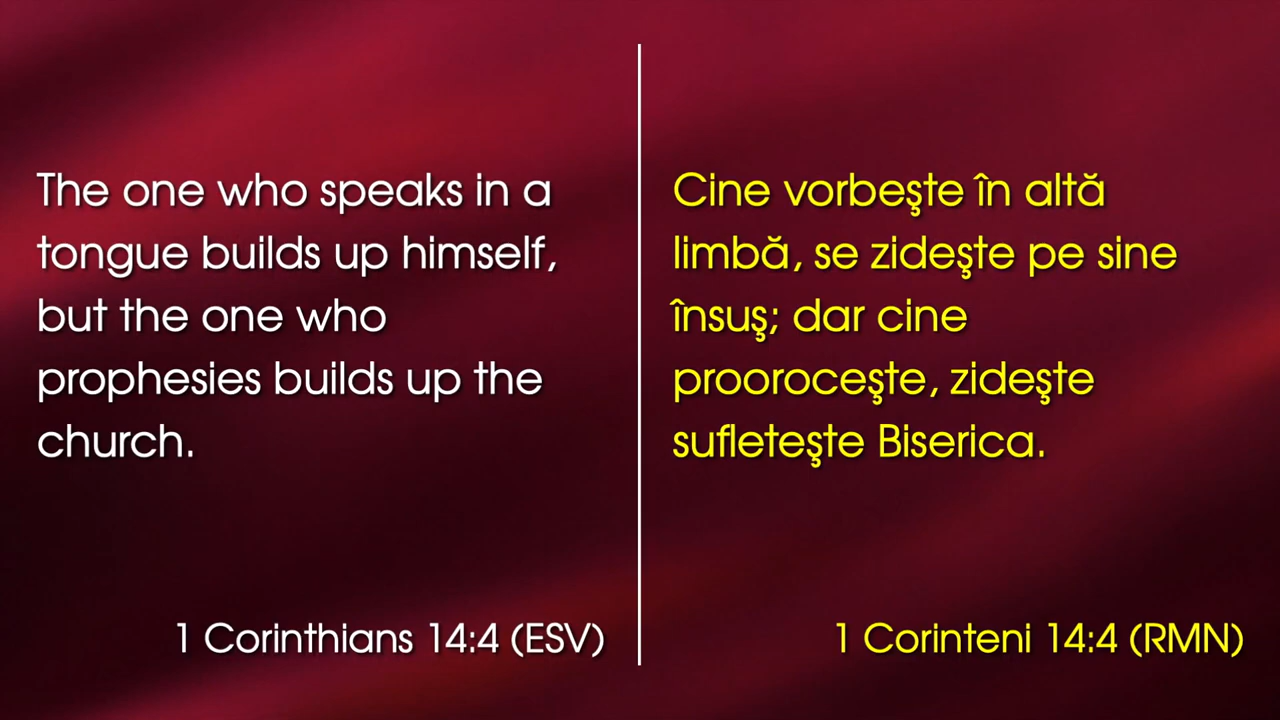 The one who speaks in a
tongue builds up himself,
but the one who
prophesies builds up the
church.
1 Corinthians 14:4 (ESV)
Cine vorbeşte în altă
limbă, se zideşte pe sine
însuş; dar cine
prooroceşte, zideşte
sufleteşte Biserica.
1 Corinteni 14:4 (RMN)